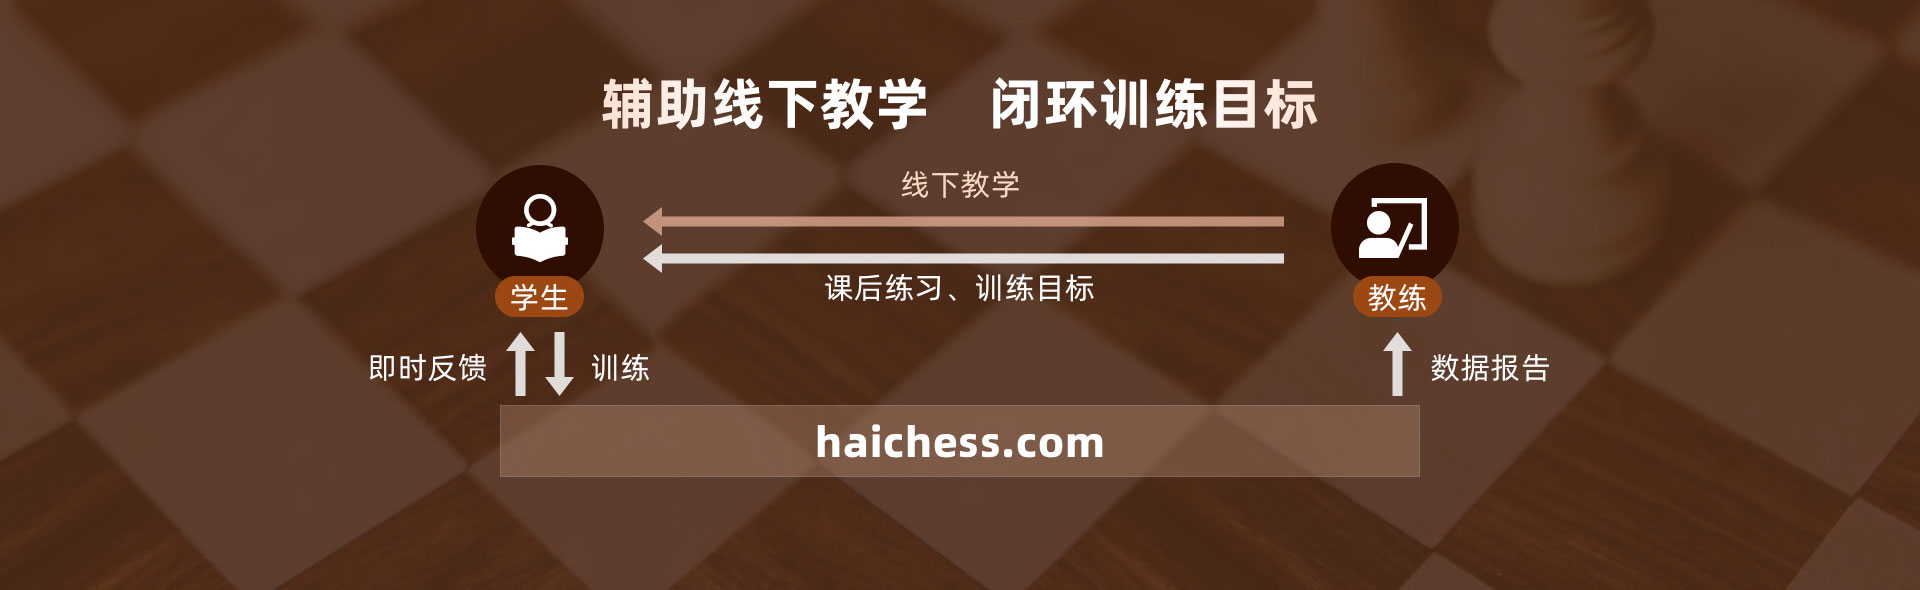 辅助线下教学 闭环训练目标
线下教学
课后练习、训练目标
学生
教练
即时反馈
训练
数据报告
haichess.com